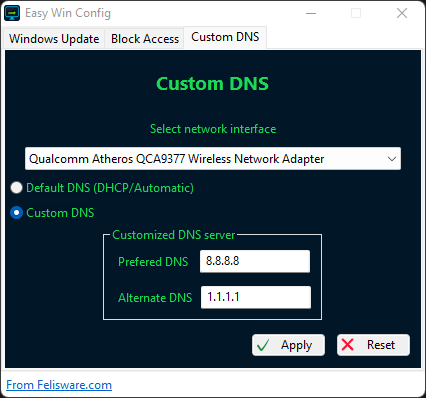 Easy Win Config
Windows Update Block Access Custom DNS
Custom DNS
Select network interface
Qualcomm Atheros QCA9377 Wireless Network Adapter
Default DNS (DHCP/Automatic)
Custom DNS
Customized DNS server
Prefered DNS 8.8.8.8
Alternate DNS 1.1.1.1
Apply Reset
From Felisware.com